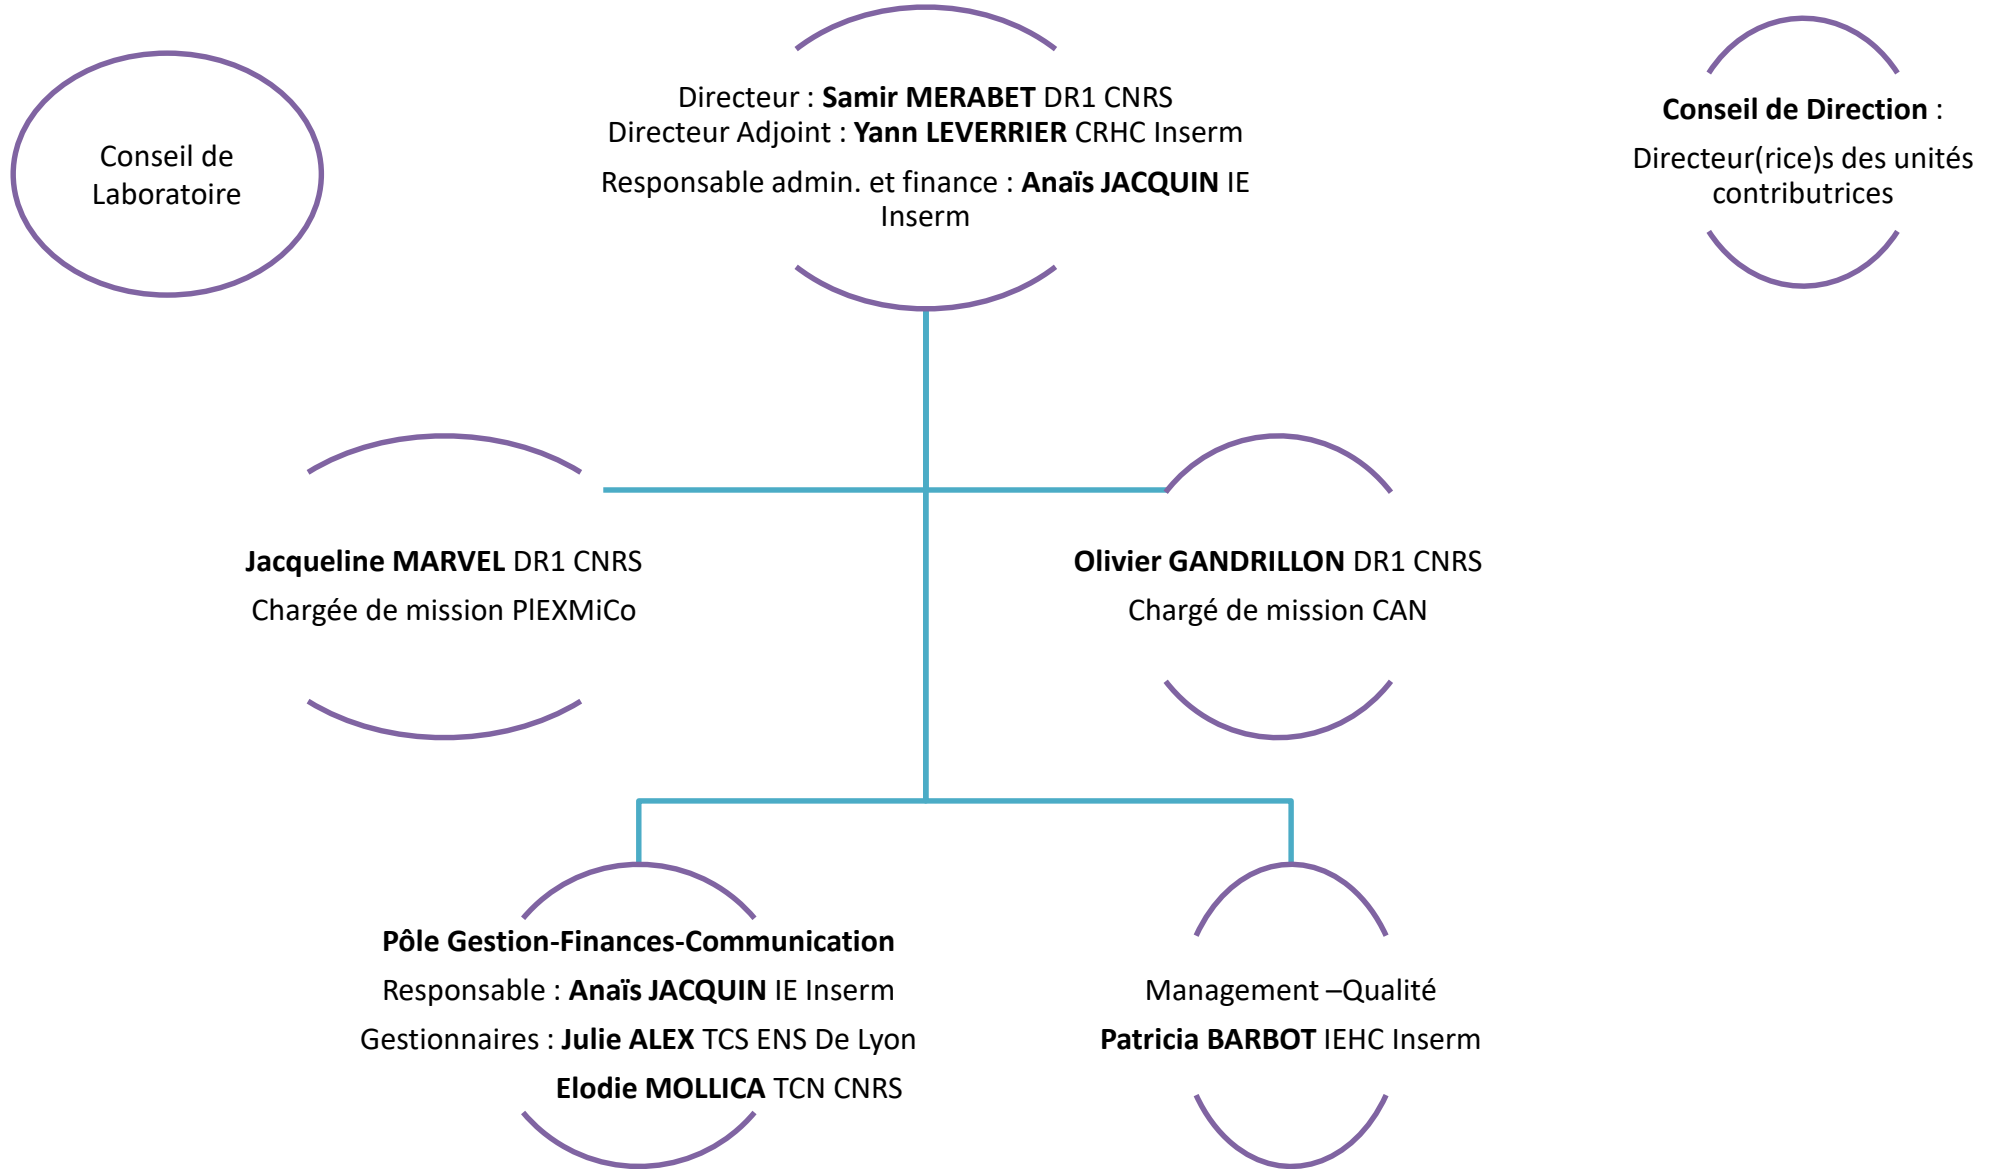 Conseil de
Laboratoire
Directeur : Samir MERABET DR1 CNRS
Directeur Adjoint : Yann LEVERRIER CRHC Inserm
Responsable admin. et finance : Anaïs JACQUIN IE
Inserm
Conseil de Direction :
Directeur(rice)s des unités
contributrices
Jacqueline MARVEL DR1 CNRS
Chargée de mission PlEXMiCo
Olivier GANDRILLON DR1 CNRS
Chargé de mission CAN
Pôle Gestion-Finances-Communication
Responsable : Anaïs JACQUIN IE Inserm
Gestionnaires : Julie ALEX TCS ENS De Lyon
Elodie MOLLICA TCN CNRS
Management –Qualité
Patricia BARBOT IEHC Inserm